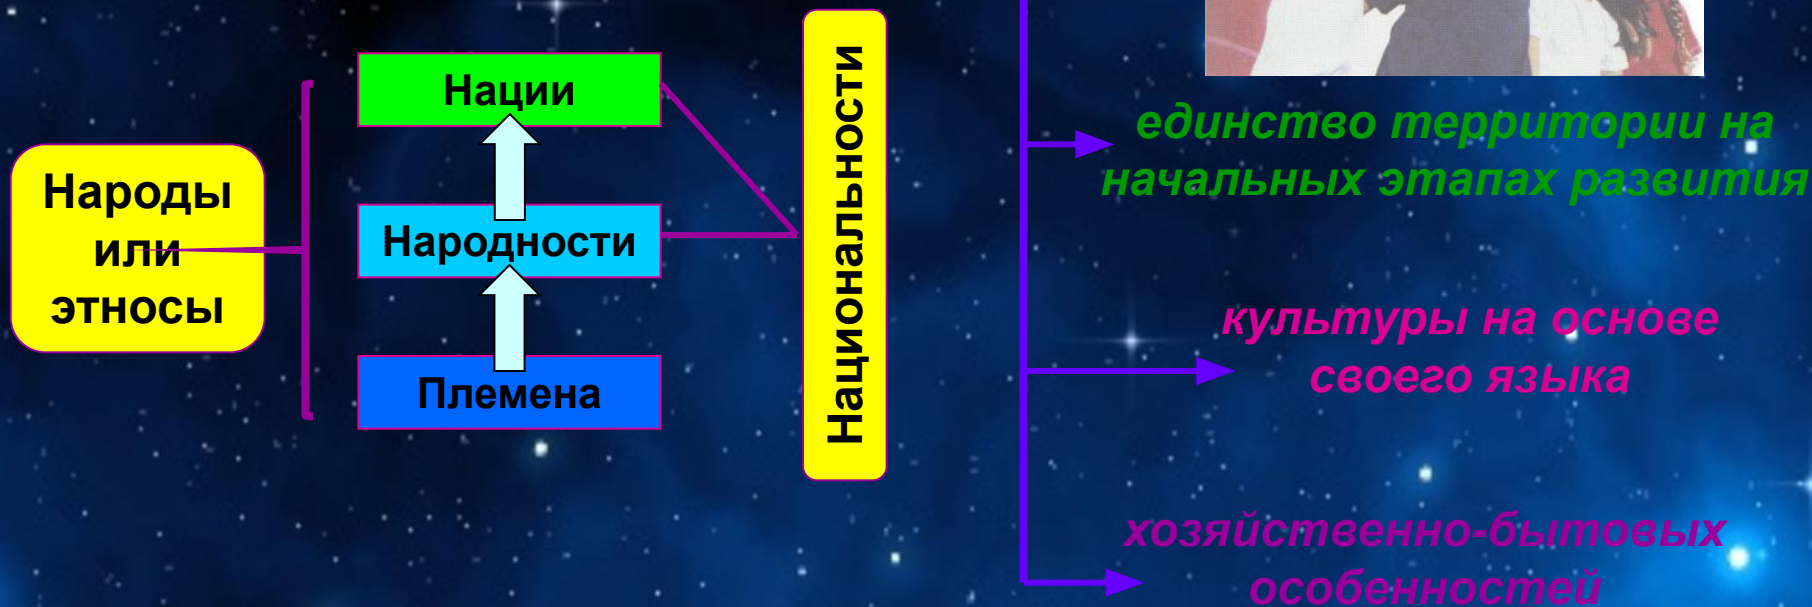 Народы
или
этносы
Нации
Народности
Племена
Национальности
единство территории на
начальных этапах развития
культуры на основе
своего языка
хозяйственно-бытовых
особенностей